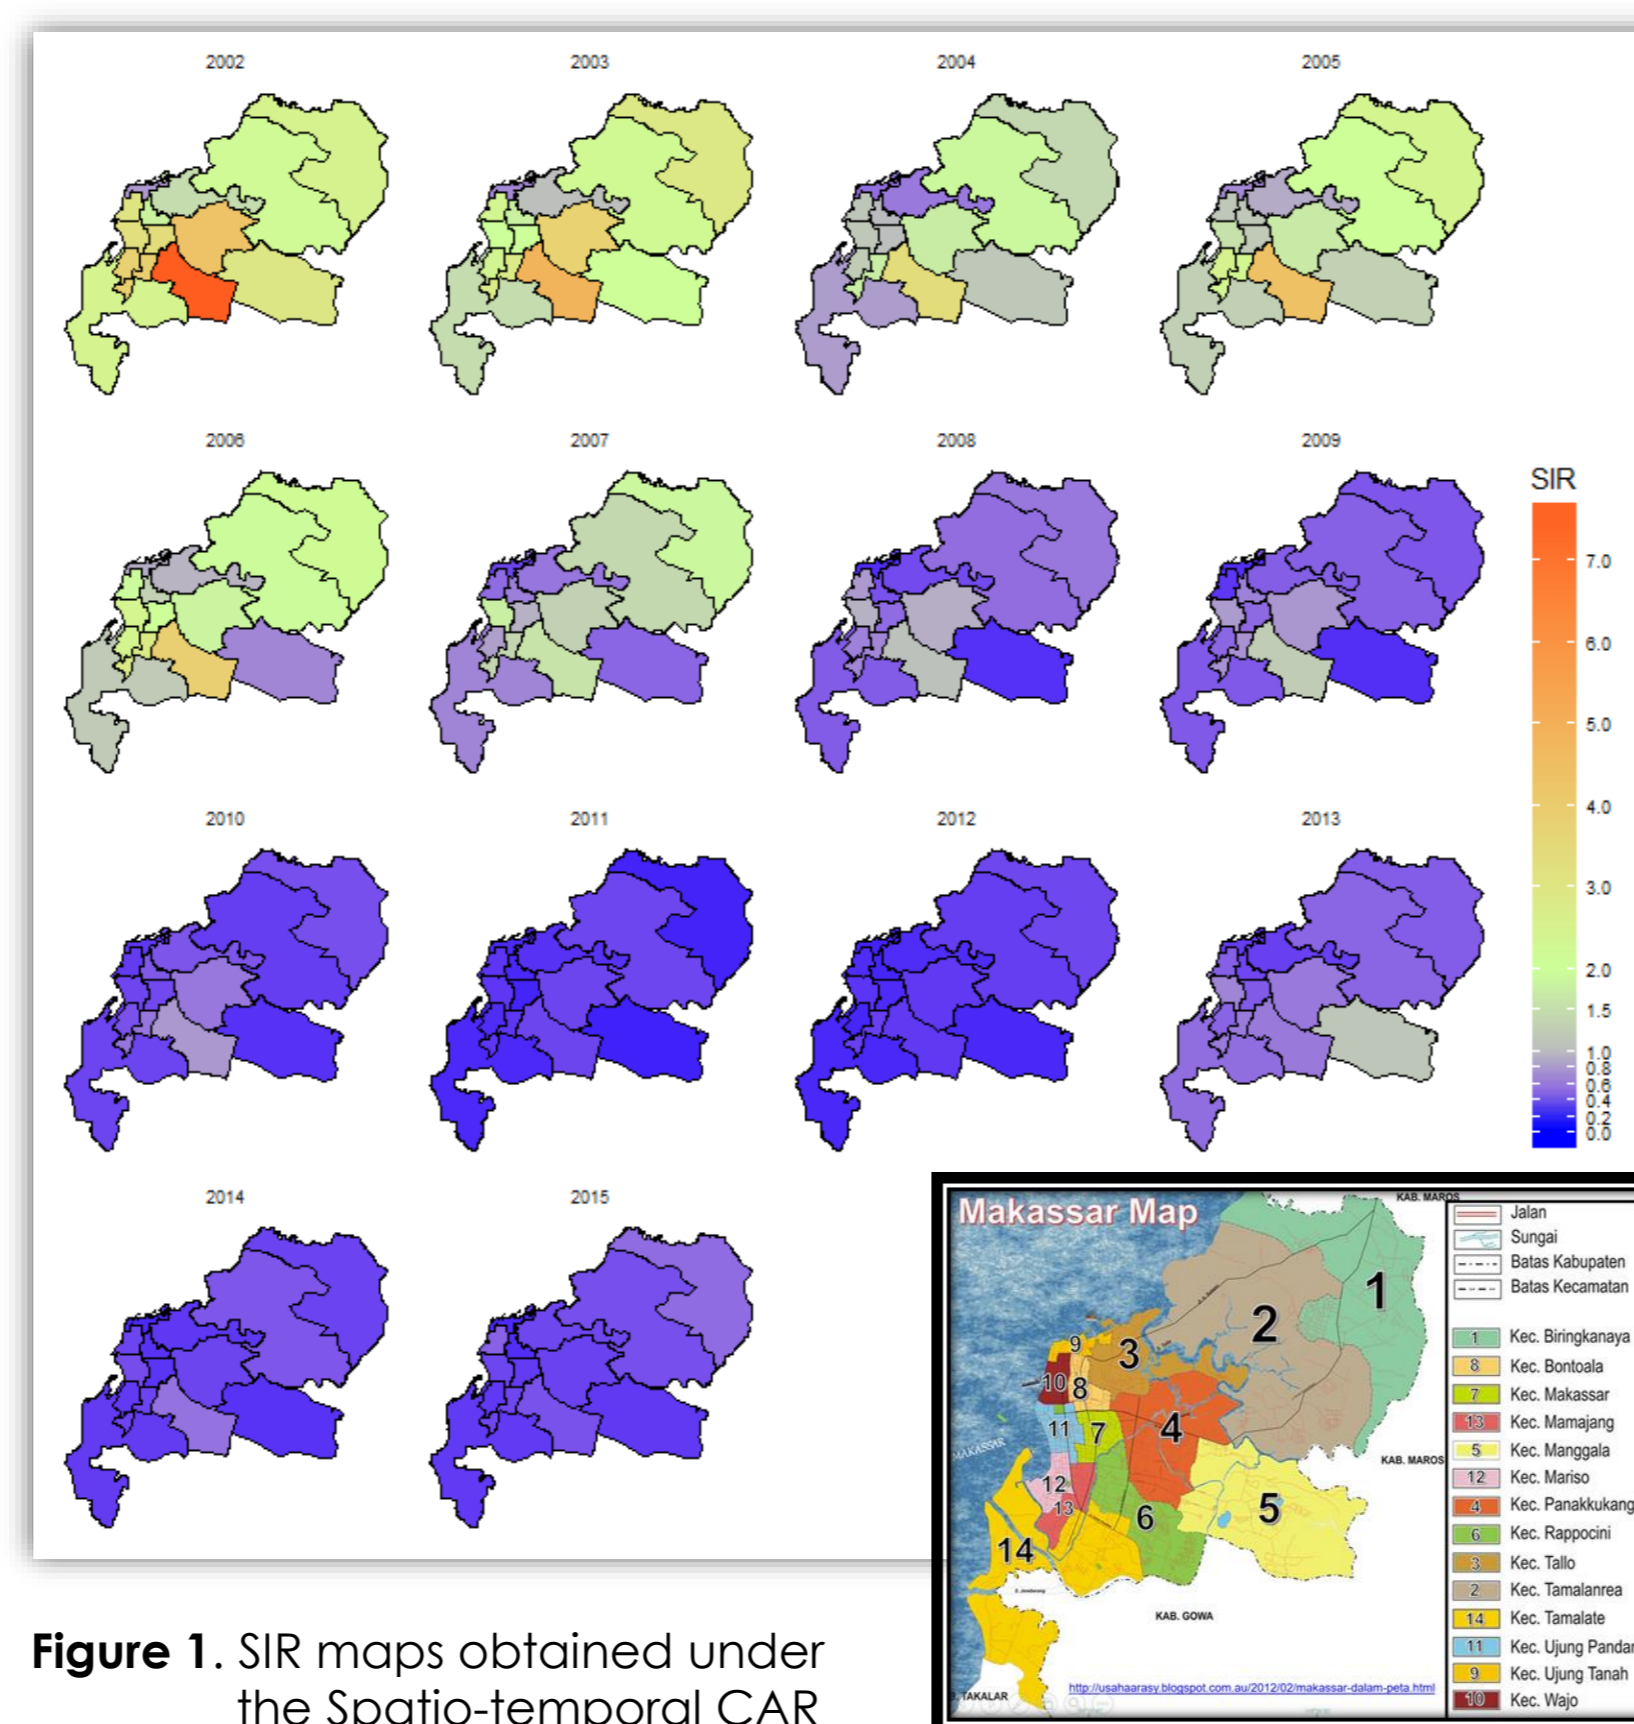 2002 2003 2004 2005
2006 2007 2008 2009
SIR
7.0
6.0
5.0
4.0
3.0
2.0
1.5
1.0
0.8
0.6
0.4
0.2
0.0
2010 2011 2012 2013
2014 2015
Makassar Map
KAB. MAROS
1
2
3
9
10
8
11
7
4
MAKASSAR
KAB. MAROS
12
13
6
5
14
KAB. GOWA
TAKALAR
http://usahaarasy.blogspot.com.au/2012/02/makassar-dalam-peta.html
Jalan
Sungai
Batas Kabupaten
Batas Kecamatan
1 Kec. Biringkanaya
8 Kec. Bontoala
7 Kec. Makassar
13 Kec. Mamajang
5 Kec. Manggala
12 Kec. Mariso
4 Kec. Panakkukang
6 Kec. Rappocini
3 Kec. Tallo
2 Kec. Tamalanrea
14 Kec. Tamalate
11 Kec. Ujung Pandan
9 Kec. Ujung Tanah
10 Kec. Wajo
Figure 1. SIR maps obtained under
the Spatio-temporal CAR